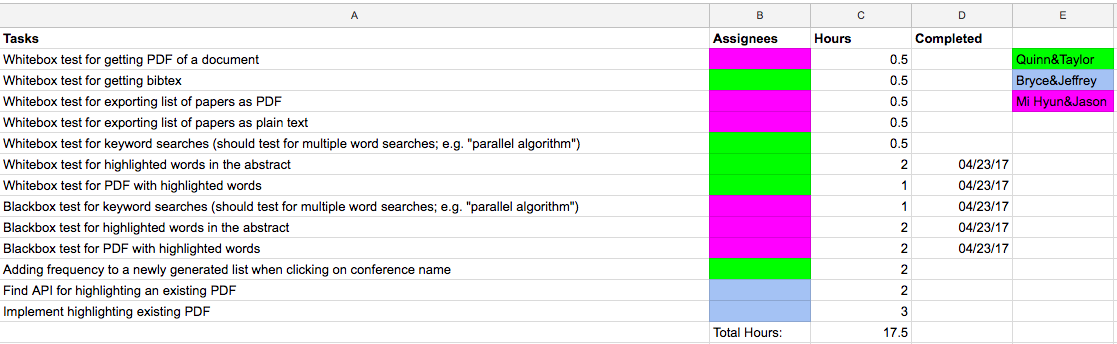 A B C D E
Tasks Assignees Hours Completed
Whitebox test for getting PDF of a document 0.5 Quinn&Taylor
Whitebox test for getting bibtex 0.5 Bryce&Jeffrey
Whitebox test for exporting list of papers as PDF 0.5 Mi Hyun&Jason
Whitebox test for exporting list of papers as plain text 0.5
Whitebox test for keyword searches (should test for multiple word searches; e.g. "parallel algorithm") 0.5
Whitebox test for highlighted words in the abstract 2 04/23/17
Whitebox test for PDF with highlighted words 1 04/23/17
Blackbox test for keyword searches (should test for multiple word searches; e.g. "parallel algorithm") 1 04/23/17
Blackbox test for highlighted words in the abstract 2 04/23/17
Blackbox test for PDF with highlighted words 2 04/23/17
Adding frequency to a newly generated list when clicking on conference name 2
Find API for highlighting an existing PDF 2
Implement highlighting existing PDF 3
Total Hours: 17.5